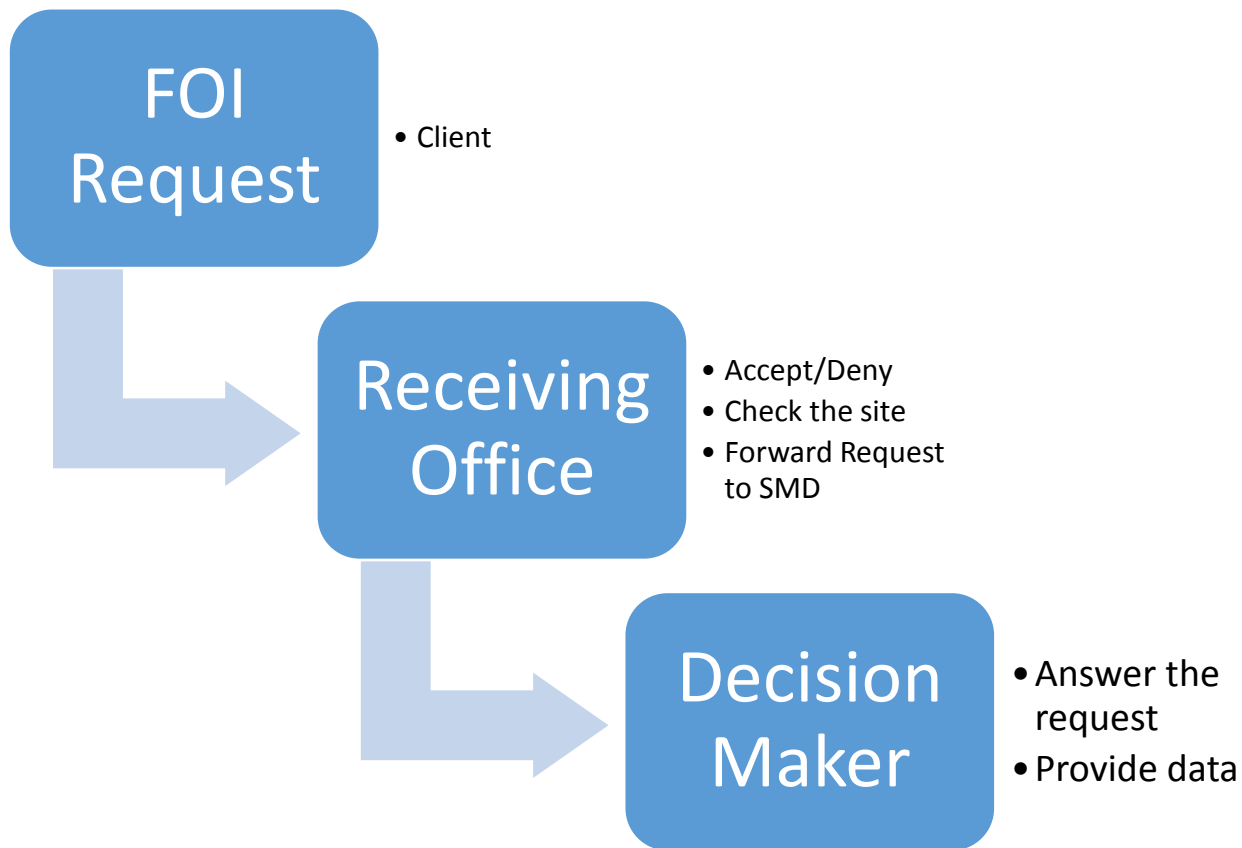 FOI
Request
• Client
Receiving
Office
• Accept/Deny
• Check the site
• Forward Request
to SMD
Decision
Maker
• Answer the
request
• Provide data